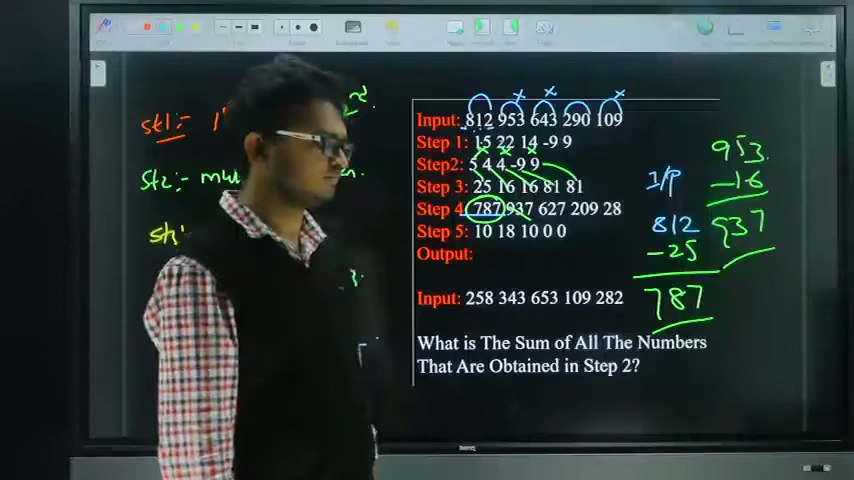 st1:- 1
st2:- mul
Input: 812 953 643 290 109
Step 1: 15 22 14 -9 9
Step2: 5 4 4 -9 9
Step 3: 25 16 16 81 81
Step 4 787 937 627 209 28
Step 5: 10 18 10 0 0
Output:
Input: 258 343 653 109 282
What is The Sum of All The Numbers
That Are Obtained in Step 2?
I/P
812
-25
787
953
-16
937